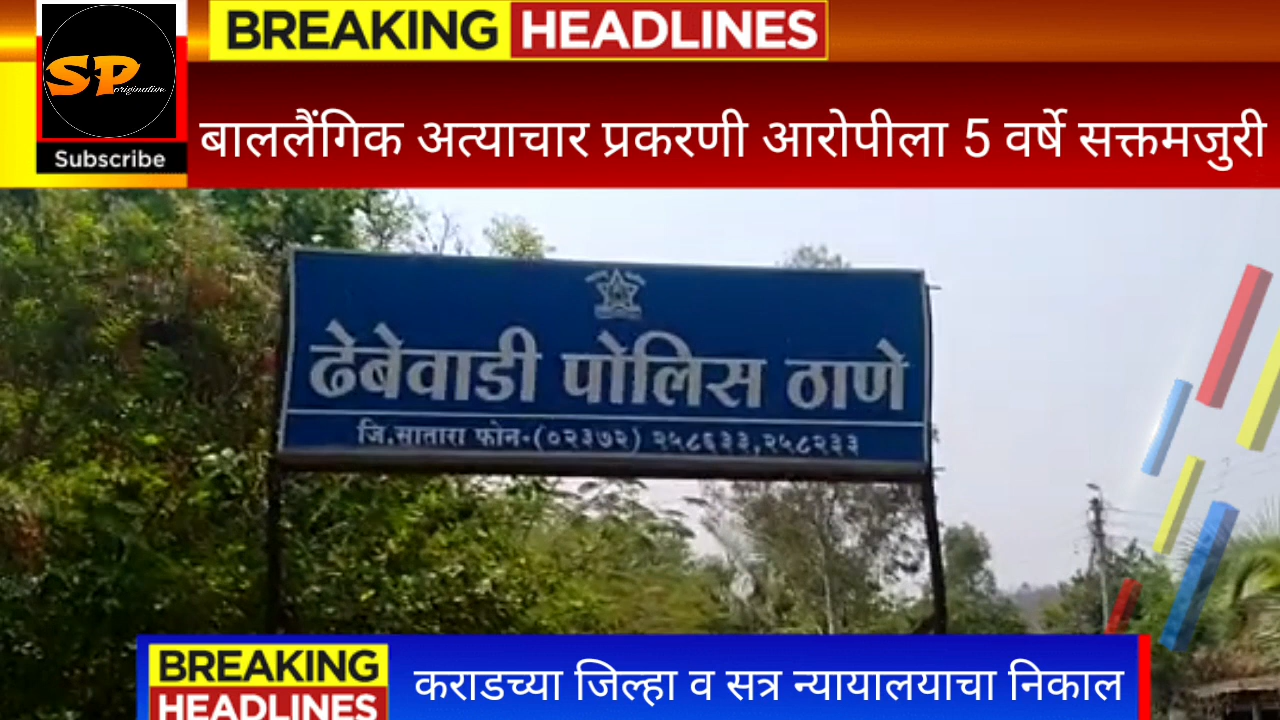 BREAKING HEADLINES
SP
originative
Subscribe
बाललैंगिक अत्याचार प्रकरणी आरोपीला 5 वर्षे सक्तमजुरी
ढेबेवाडी पोलिस ठाणे
जि.सातारा फोन-(०२३७२) २५८६३३,२५८२३३
BREAKING
HEADLINES
कराडच्या जिल्हा व सत्र न्यायालयाचा निकाल